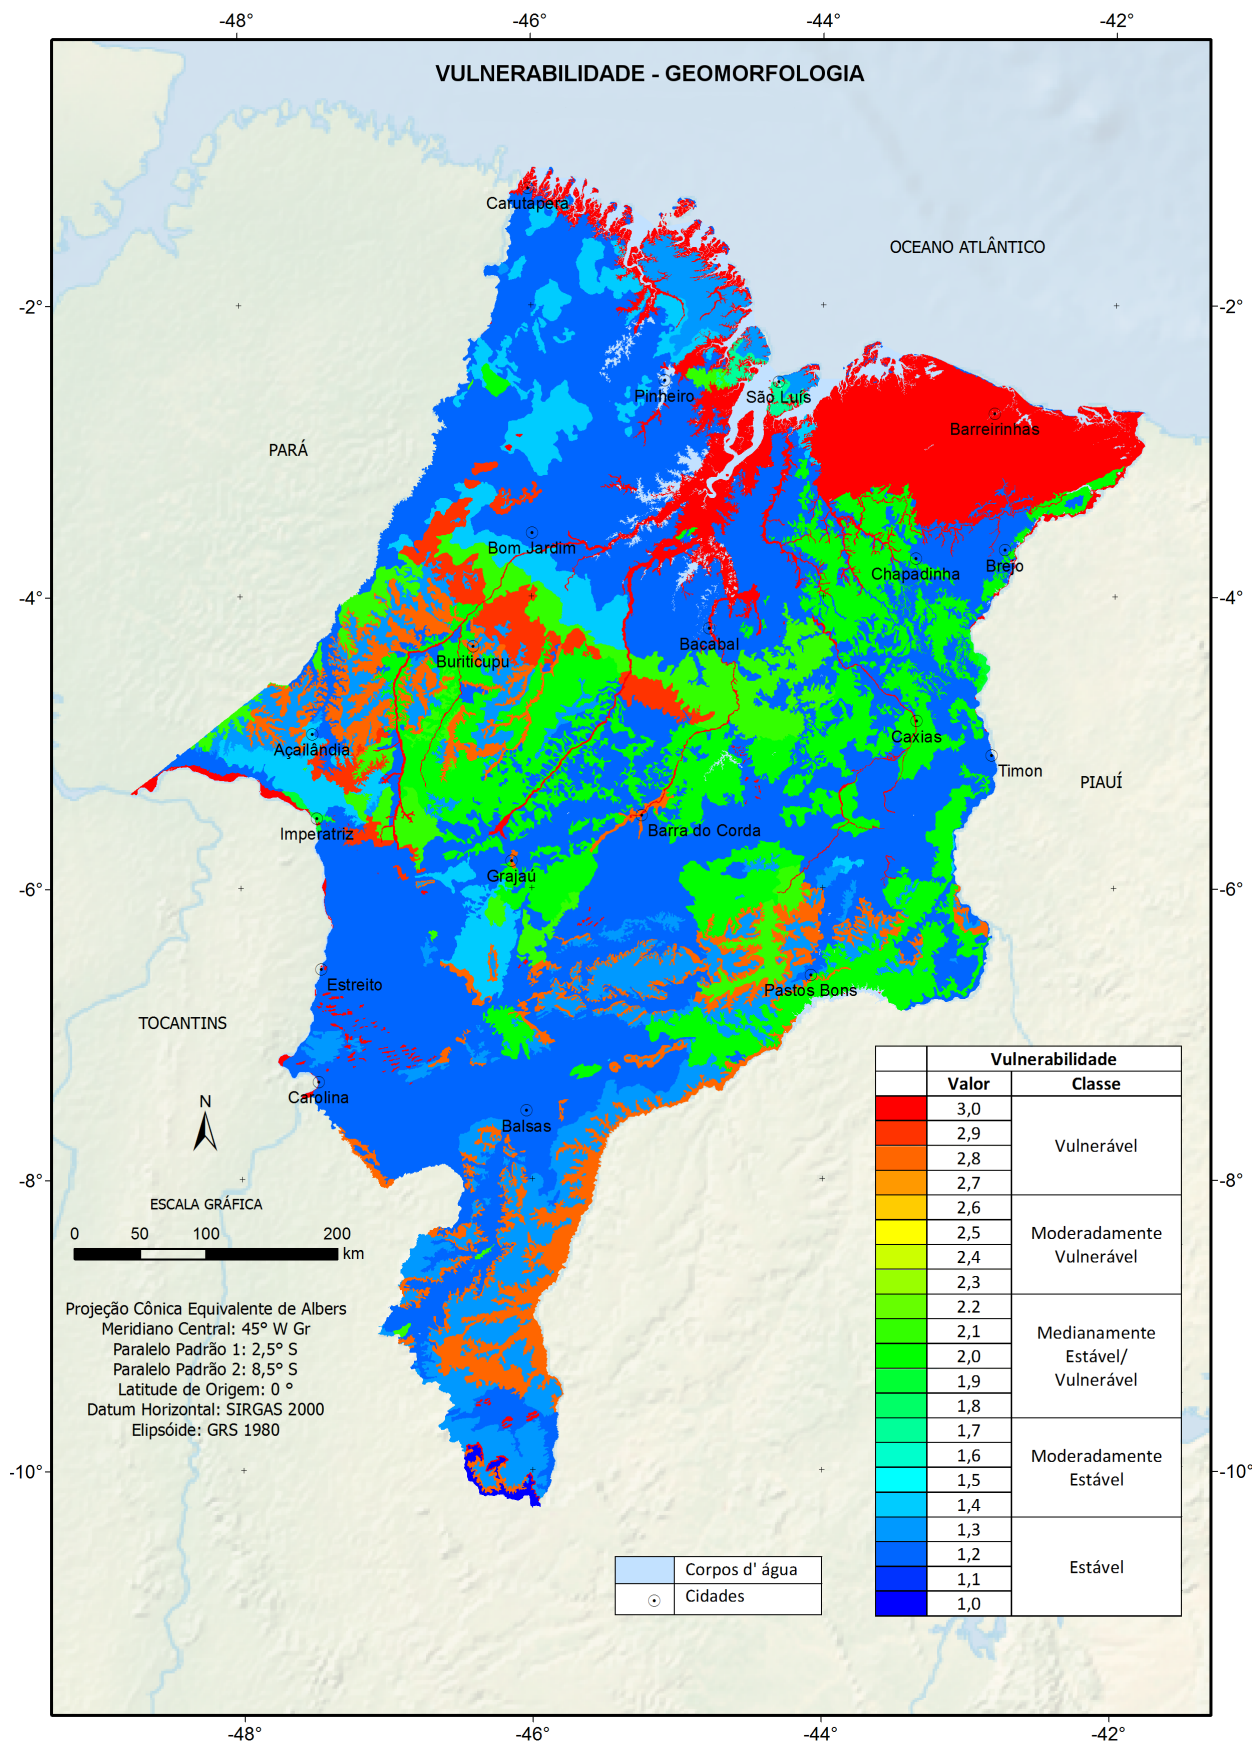 -48°
-46°
-44°
-42°
VULNERABILIDADE - GEOMORFOLOGIA
Carutapera
OCEANO ATLÂNTICO
-2°
-2°
Pinheiro
São Luís
Barreirinhas
PARÁ
Bom Jardim
Chapadinha
Brejo
-4°
-4°
Bacabal
Buriticupu
Açailândia
Caxias
Timon
PIAUÍ
Imperatriz
Barra do Corda
Grajaú
-6°
-6°
Estreito
Pastos Bons
TOCANTINS
Carolina
Balsas
N
-8°
-8°
ESCALA GRÁFICA
0 50 100 200
km
Projeção Cônica Equivalente de Albers
Meridiano Central: 45° W Gr
Paralelo Padrão 1: 2,5° S
Paralelo Padrão 2: 8,5° S
Latitude de Origem: 0 °
Datum Horizontal: SIRGAS 2000
Elipsóide: GRS 1980
-10°
-10°
Vulnerabilidade
Valor Classe
3,0
2,9
2,8
2,7
Vulnerável
2,6
2,5
2,4
2,3
Moderadamente
Vulnerável
2.2
2,1
2,0
1,9
1,8
Medianamente
Estável/
Vulnerável
1,7
1,6
1,5
1,4
Moderadamente
Estável
1,3
1,2
1,1
1,0
Estável
Corpos d' água
Cidades
-48°
-46°
-44°
-42°